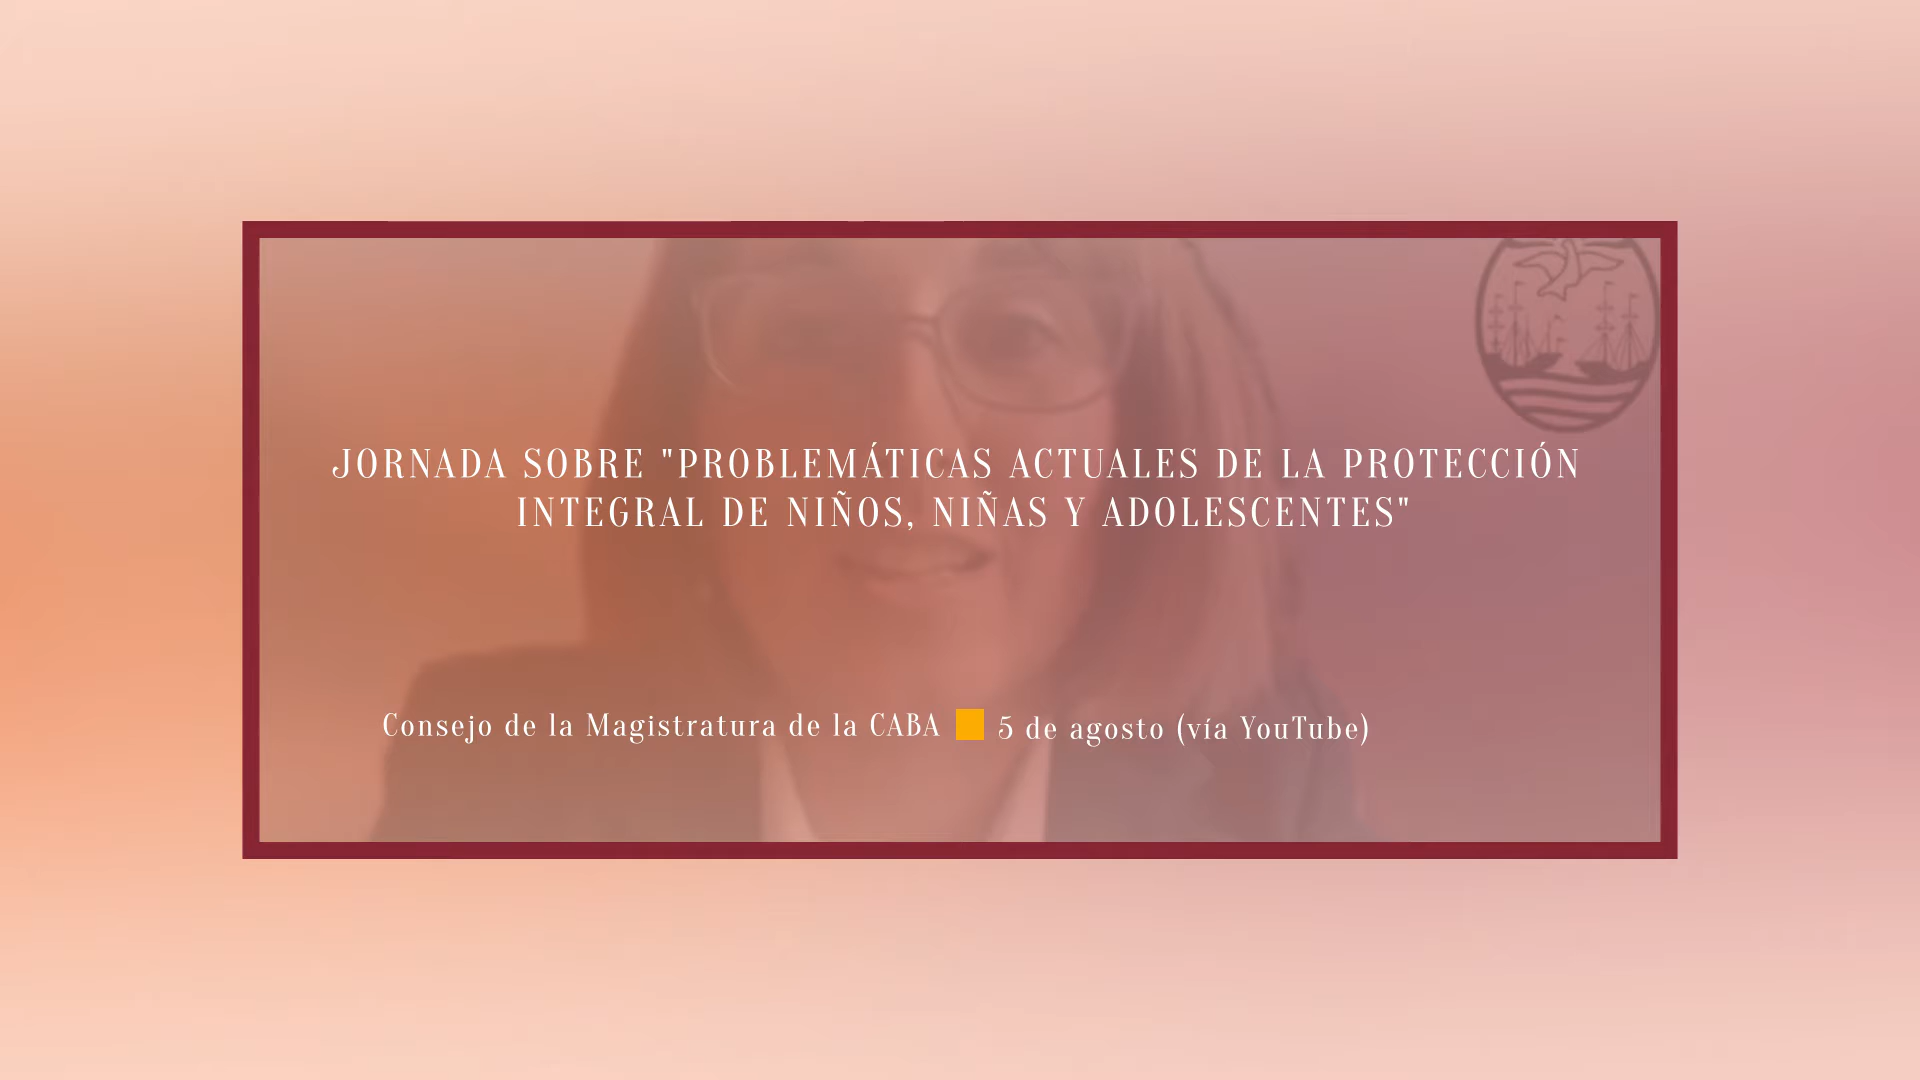 JORNADA SOBRE "PROBLEMÁTICAS ACTUALES DE LA PROTECCIÓN
INTEGRAL DE NIÑOS, NIÑAS Y ADOLESCENTES"
Consejo de la Magistratura de la CABA 5 de agosto (vía YouTube)